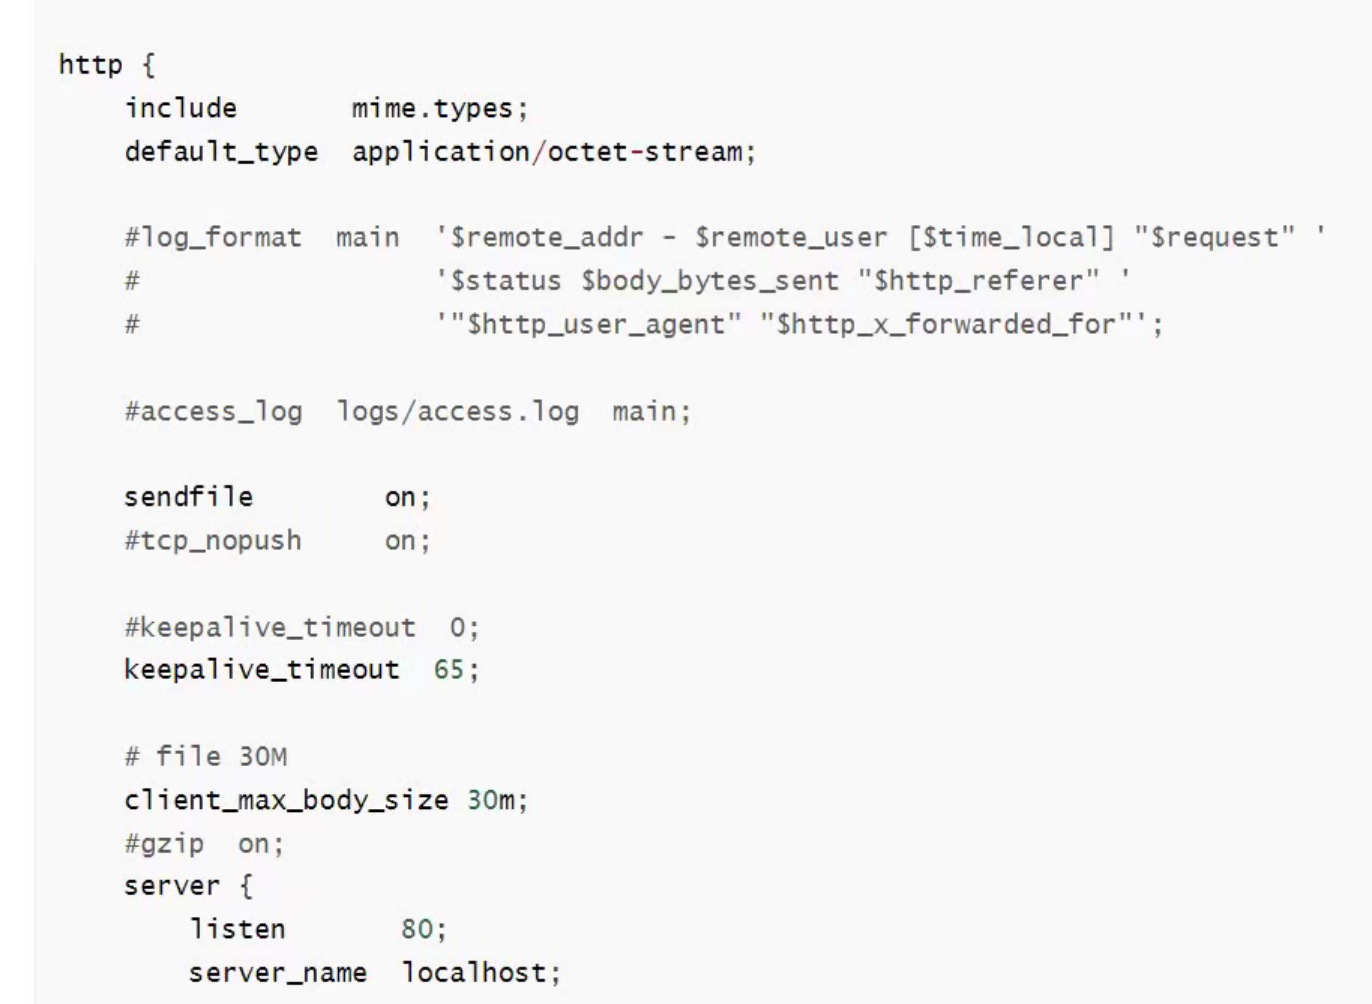 http {
    include       mime.types;
    default_type  application/octet-stream;

    #log_format  main  '$remote_addr - $remote_user [$time_local] "$request" '
    #                  '$status $body_bytes_sent "$http_referer" '
    #                  '"$http_user_agent" "$http_x_forwarded_for"';

    #access_log  logs/access.log  main;

    sendfile        on;
    #tcp_nopush     on;

    #keepalive_timeout  0;
    keepalive_timeout  65;

    # file 30M
    client_max_body_size 30m;
    #gzip  on;
    server {
        listen       80;
        server_name  localhost;